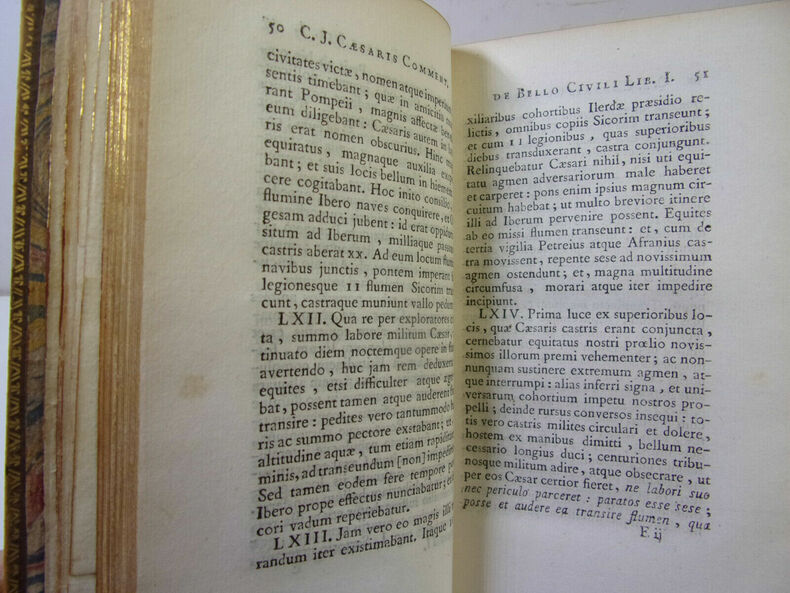 50 C. J. CÆSARIS COMMENT.
civitates victæ, nomen atque imperium
sentis timebant; quæ in amicitia
rant Pompeii, magnis affectæ
eum diligebant: Cæsaris autem in
ris erat nomen obscurius. Hinc
equitatus, magnaque auxilia
bant; et suis locis bellum in hiemem
cere cogitabant. Hoc inito consilio,
flumine Ibero naves conquirere, et
gesam adduci jubent: id erat oppidum
situm ad Iberum, milliaque
castris aberat xx. Ad eum locum
navibus junctis, pontem imperant
legionesque II flumen Sicorim
cunt, castraque muniunt vallo pedum
LXII. Qua re per exploratores
ta, summo labore militum Cæsar,
tinuato diem noctemque opere in
avertendo, huc jam rem deduxerat
equites, etsi difficulter atque
bat, possent tamen atque auderent
transire: pedites vero tantummodo
ris ac summo pectore exstabant; et
altitudine aquæ, tum etiam rapiditate
minis, ad transeundum [non] impedi
Sed tamen eodem fere tempore
Ibero prope effectus nunciabatur; et
cori vadum reperiebatur.
LXIII. Jam vero eo magis illi
randum iter existimabant. Itaque
DE BELLO CIVILI LIB. I. 51
xiliaribus cohortibus Ilerdæ præsidio re-
lictis, omnibus copiis Sicorim transeunt;
et cum II legionibus, quas superioribus
diebus transduxerant, castra conjungunt.
Relinquebatur Cæsari nihil, nisi uti equi-
tatu agmen adversariorum male haberet
et carperet: pons enim ipsius magnum cir-
cuitum habebat; ut multo breviore itinere
illi ad Iberum pervenire possent. Equites
ab eo missi flumen transeunt: et, cum de
tertia vigilia Petreius atque Afranius cas-
tra movissent, repente sese ad novissimum
agmen ostendunt; et, magna multitudine
circumfusa, morari atque iter impedire
incipiunt.
LXIV. Prima luce ex superioribus lo-
cis, quæ Cæsaris castris erant conjuncta,
cernebatur equitatus nostri prœlio novis-
simos illorum premi vehementer; ac non-
nunquam sustinere extremum agmen, at-
que interrumpi: alias inferri signa, et uni-
versarum cohortium impetu nostros pro-
pelli; deinde rursus conversos insequi: to-
tis vero castris milites circulari et dolere,
hostem ex manibus dimitti, bellum ne-
cessario longius duci; centuriones tribu-
nosque militum adire, atque obsecrare, ut
per eos Cæsar certior fieret, ne labori suo
nec periculo parceret: paratos esse sese;
posse et audere ea transire flumen, qua
E ij